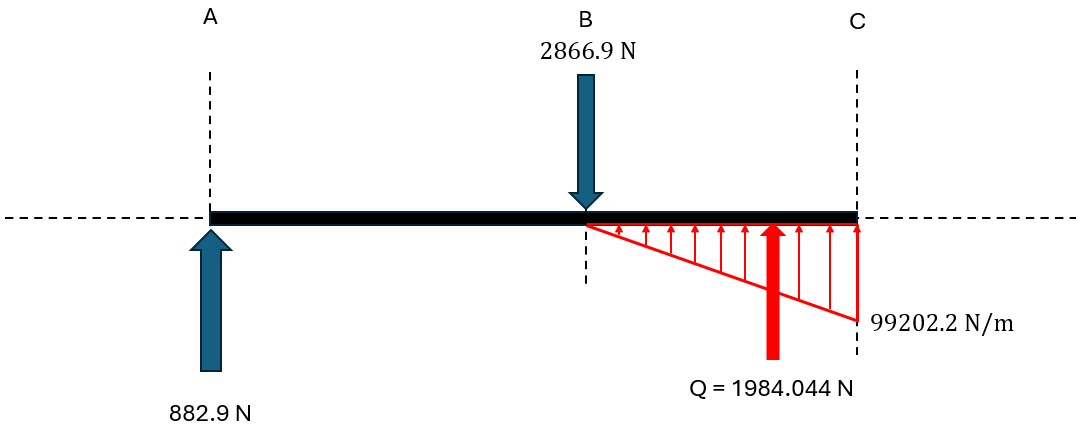 A
B
C
2866.9 N
99202.2 N/m
Q = 1984.044 N
882.9 N